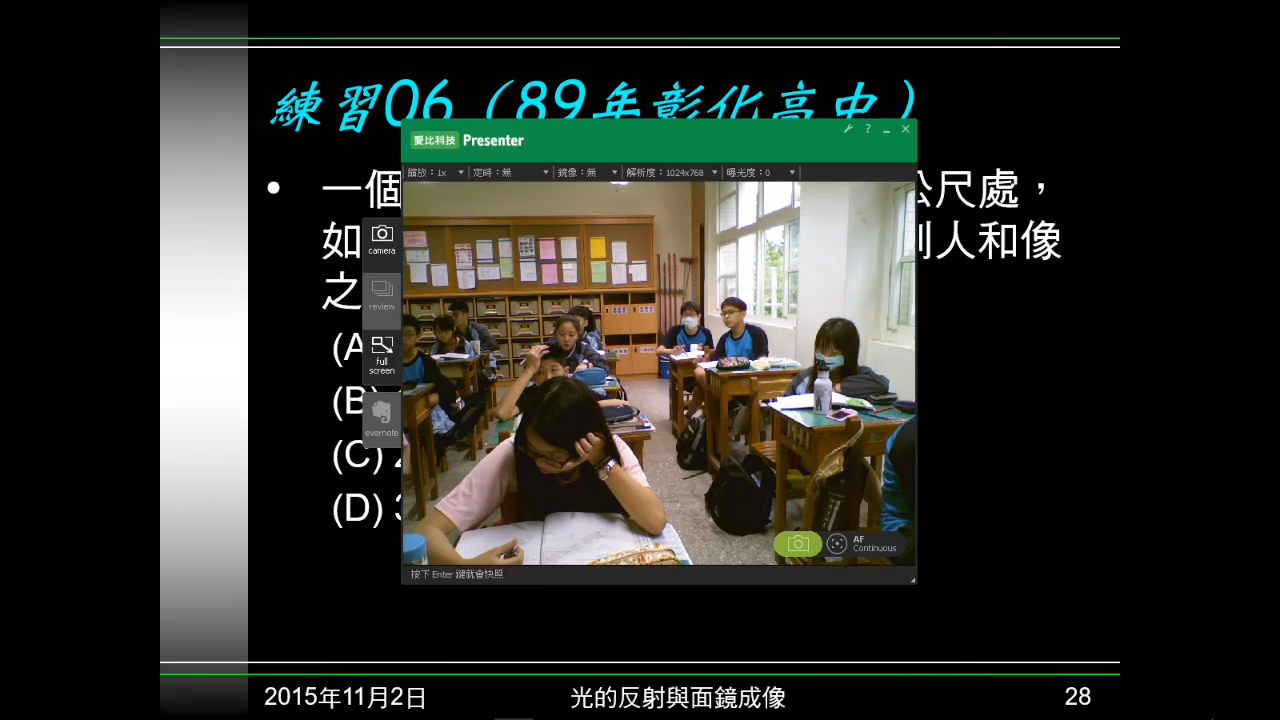 練習06（89年彰化高中）
愛比科技 Presenter
縮放：1x 定時：無 鏡像：無 解析度：1024x768 曝光度：0
• 一個
尺處，
如
人和像
之
camera
review
full
screen
evernote
(A
(B)
(C) 2
(D) 3
AF
Continuous
按下 Enter 鍵就會快照
2015年11月2日 光的反射與面鏡成像 28